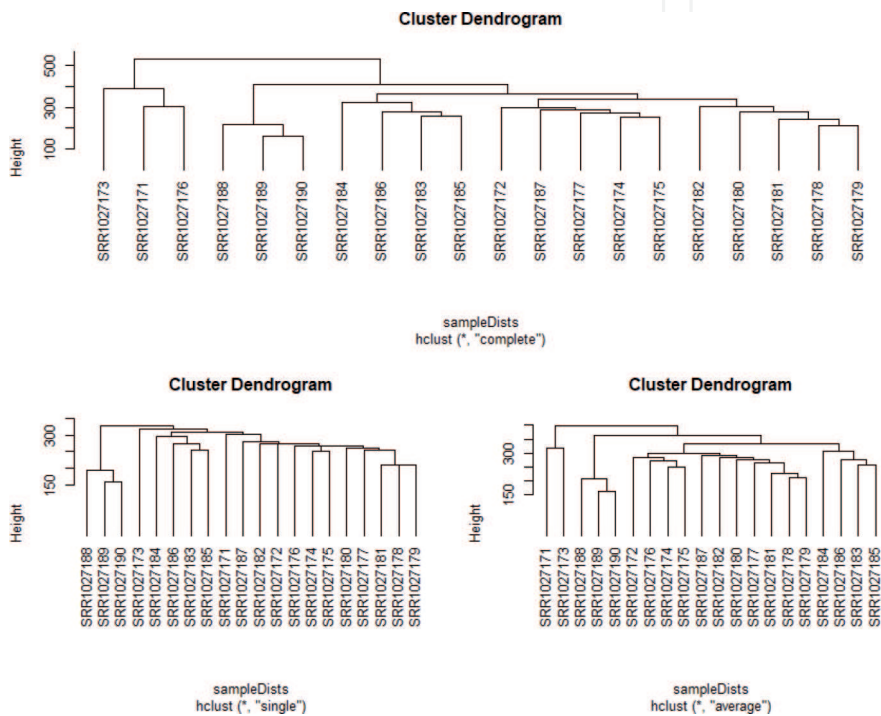 Cluster Dendrogram
500
300
100
Height
SRR1027173
SRR1027171
SRR1027176
SRR1027188
SRR1027189
SRR1027190
SRR1027184
SRR1027186
SRR1027183
SRR1027185
SRR1027172
SRR1027187
SRR1027177
SRR1027174
SRR1027175
SRR1027182
SRR1027180
SRR1027181
SRR1027178
SRR1027179
sampleDists
hclust (*, "complete")
Cluster Dendrogram
300
150
Height
SRR1027188
SRR1027189
SRR1027190
SRR1027173
SRR1027184
SRR1027186
SRR1027183
SRR1027185
SRR1027171
SRR1027187
SRR1027182
SRR1027172
SRR1027176
SRR1027174
SRR1027175
SRR1027180
SRR1027177
SRR1027181
SRR1027178
SRR1027179
sampleDists
hclust (*, "single")
Cluster Dendrogram
300
150
Height
SRR1027171
SRR1027173
SRR1027188
SRR1027189
SRR1027190
SRR1027172
SRR1027176
SRR1027174
SRR1027175
SRR1027187
SRR1027182
SRR1027180
SRR1027177
SRR1027181
SRR1027178
SRR1027179
SRR1027184
SRR1027186
SRR1027183
SRR1027185
sampleDists
hclust (*, "average")